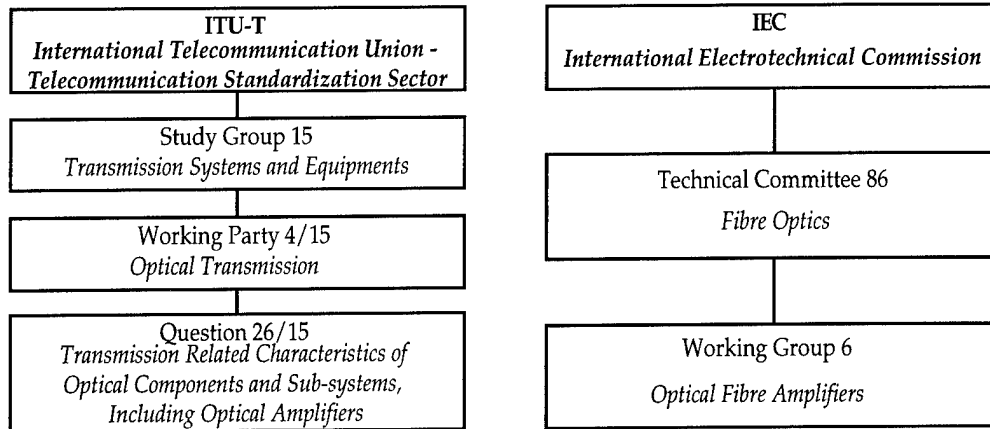 ITU-T
International Telecommunication Union -
Telecommunication Standardization Sector
Study Group 15
Transmission Systems and Equipments
Working Party 4/15
Optical Transmission
Question 26/15
Transmission Related Characteristics of
Optical Components and Sub-systems,
Including Optical Amplifiers
IEC
International Electrotechnical Commission
Technical Committee 86
Fibre Optics
Working Group 6
Optical Fibre Amplifiers